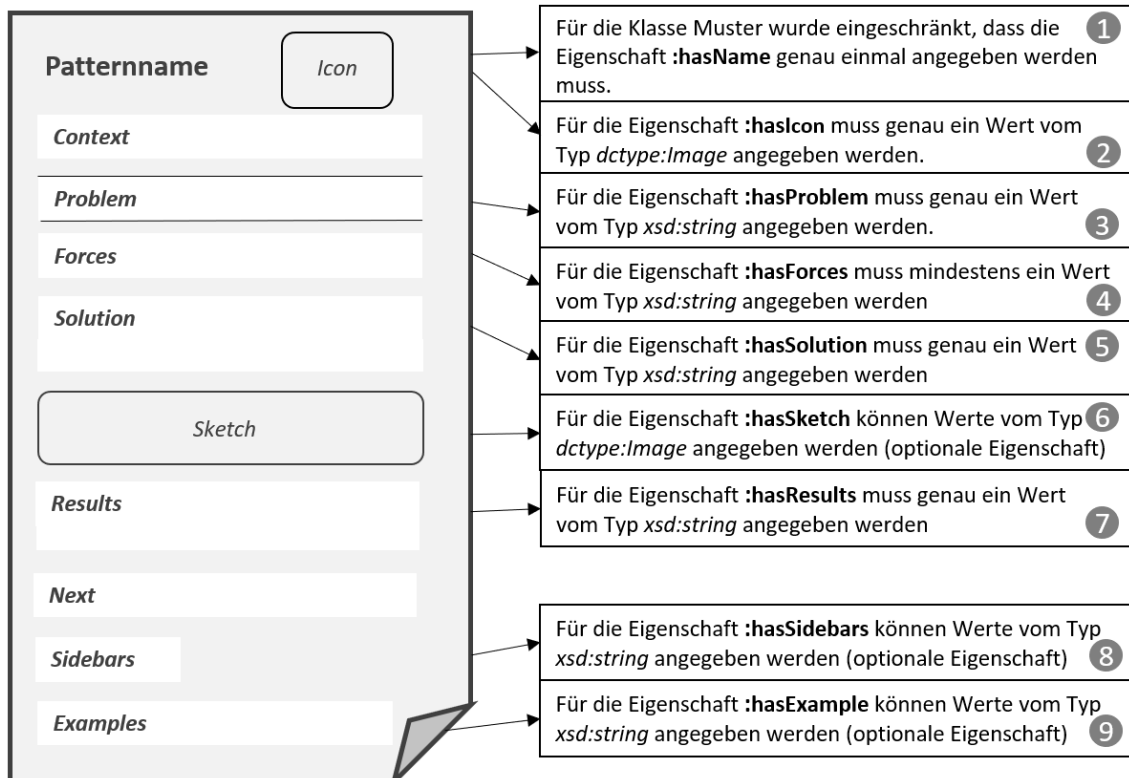 Patternname
Icon
Context
Problem
Forces
Solution
Sketch
Results
Next
Sidebars
Examples
Für die Klasse Muster wurde eingeschränkt, dass die
Eigenschaft :hasName genau einmal angegeben werden
muss.
1
Für die Eigenschaft :hasIcon muss genau ein Wert vom
Typ dctype:Image angegeben werden.
2
Für die Eigenschaft :hasProblem muss genau ein Wert
vom Typ xsd:string angegeben werden.
3
Für die Eigenschaft :hasForces muss mindestens ein Wert
vom Typ xsd:string angegeben werden
4
Für die Eigenschaft :hasSolution muss genau ein Wert
vom Typ xsd:string angegeben werden
5
Für die Eigenschaft :hasSketch können Werte vom Typ
dctype:Image angegeben werden (optionale Eigenschaft)
6
Für die Eigenschaft :hasResults muss genau ein Wert
vom Typ xsd:string angegeben werden
7
Für die Eigenschaft :hasSidebars können Werte vom Typ
xsd:string angegeben werden (optionale Eigenschaft)
8
Für die Eigenschaft :hasExample können Werte vom Typ
xsd:string angegeben werden (optionale Eigenschaft)
9